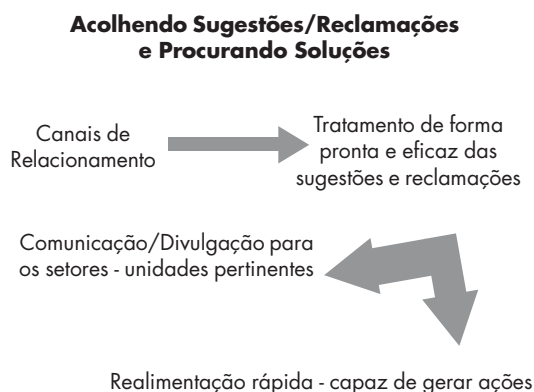 Acolhendo Sugestões/Reclamações
e Procurando Soluções
Canais de
Relacionamento
Tratamento de forma
pronta e eficaz das
sugestões e reclamações
Comunicação/Divulgação para
os setores - unidades pertinentes
Realimentação rápida - capaz de gerar ações